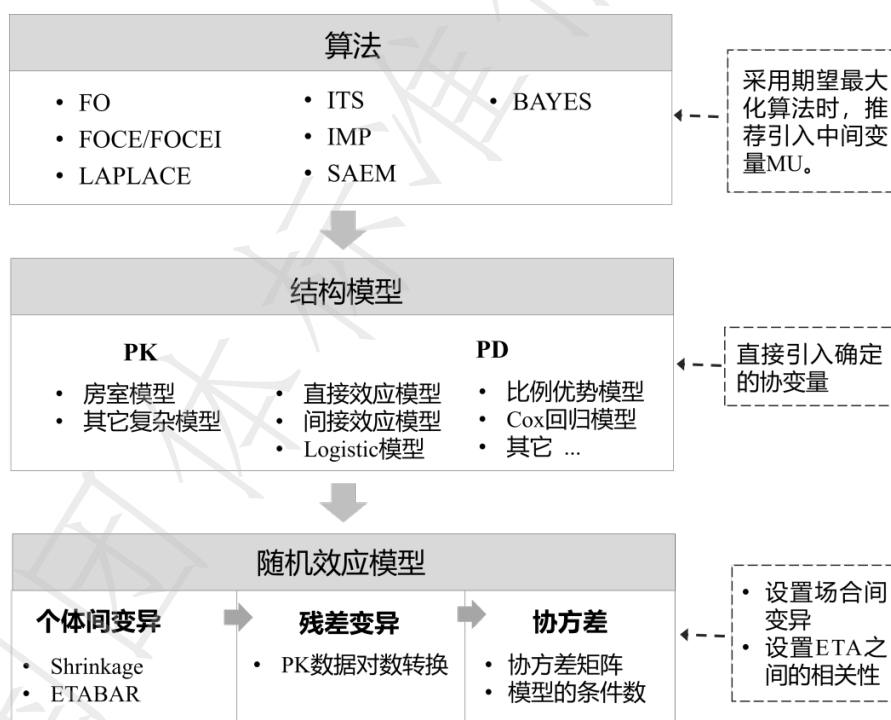 算法
• FO
• FOCE/FOCEI
• LAPLACE
• ITS
• IMP
• SAEM
• BAYES
采用期望最大
化算法时，推
荐引入中间变
量MU。
结构模型
PK
• 房室模型
• 其它复杂模型
PD
• 直接效应模型
• 间接效应模型
• Logistic模型
• 比例优势模型
• Cox回归模型
• 其它 ...
直接引入确定
的协变量
随机效应模型
个体间变异
• Shrinkage
• ETABAR
残差变异
• PK数据对数转换
协方差
• 协方差矩阵
• 模型的条件数
• 设置场合间
变异
• 设置ETA之
间的相关性
团体标准